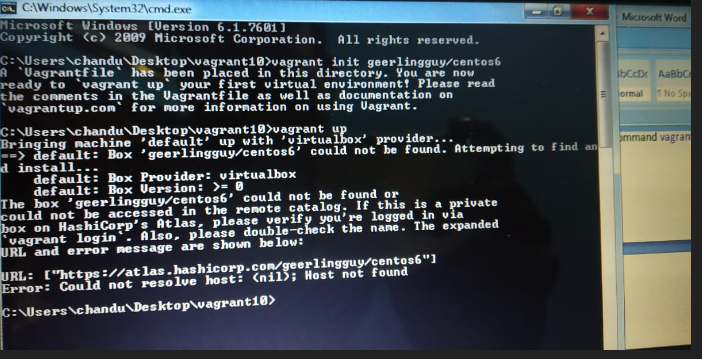 C:\Windows\System32\cmd.exe
Microsoft Windows [Version 6.1.7601]
Copyright (c) 2009 Microsoft Corporation.  All rights reserved.
C:\Users\chandu\Desktop\vagrant10>vagrant init geerlingguy/centos6
A `Vagrantfile` has been placed in this directory. You are now
ready to `vagrant up` your first virtual environment! Please read
the comments in the Vagrantfile as well as documentation on
`vagrantup.com` for more information on using Vagrant.
C:\Users\chandu\Desktop\vagrant10>vagrant up
Bringing machine 'default' up with 'virtualbox' provider...
==> default: Box 'geerlingguy/centos6' could not be found. Attempting to find an
d install...
    default: Box Provider: virtualbox
    default: Box Version: >= 0
The box 'geerlingguy/centos6' could not be found or
could not be accessed in the remote catalog. If this is a private
box on HashiCorp's Atlas, please verify you're logged in via
`vagrant login`. Also, please double-check the name. The expanded
URL and error message are shown below:
URL: ["https://atlas.hashicorp.com/geerlingguy/centos6"]
Error: Could not resolve host: (nil); Host not found
C:\Users\chandu\Desktop\vagrant10>
Microsoft Word
bCcDc AaBbCc
ormal ¶ No Spa
ommand vagran